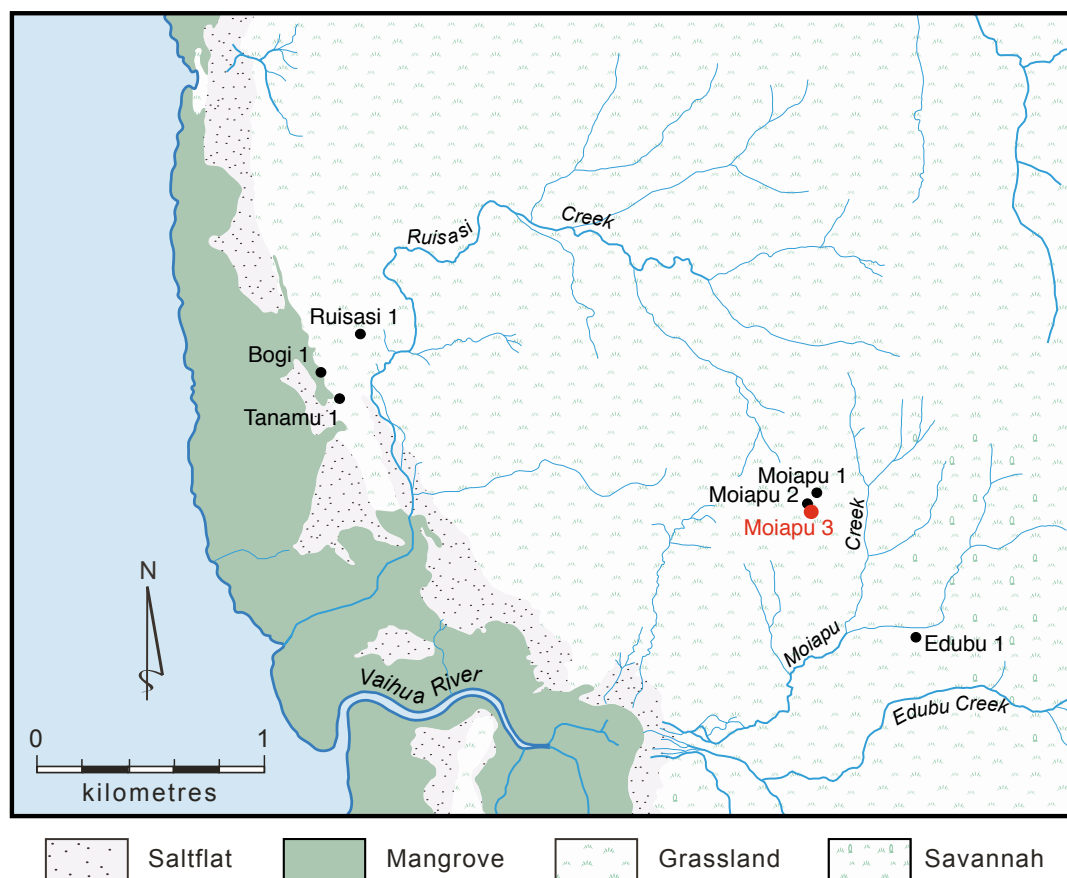 Ruisasi
Creek
Ruisasi 1
Bogi 1
Tanamu 1
Moiapu 1
Moiapu 2
Moiapu 3
Creek
Moiapu
Edubu 1
Edubu Creek
Vaihua River
N
0 1
kilometres
Saltflat Mangrove Grassland Savannah